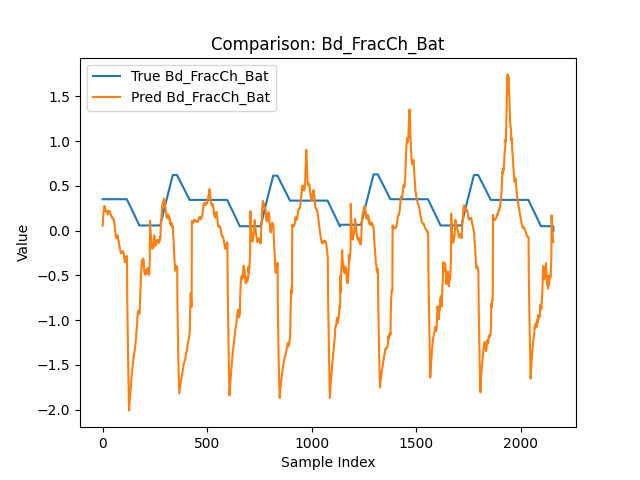 Comparison: Bd_FracCh_Bat
True Bd_FracCh_Bat
Pred Bd_FracCh_Bat
1.5
1.0
0.5
0.0
−0.5
−1.0
−1.5
−2.0
Value
0 500 1000 1500 2000
Sample Index